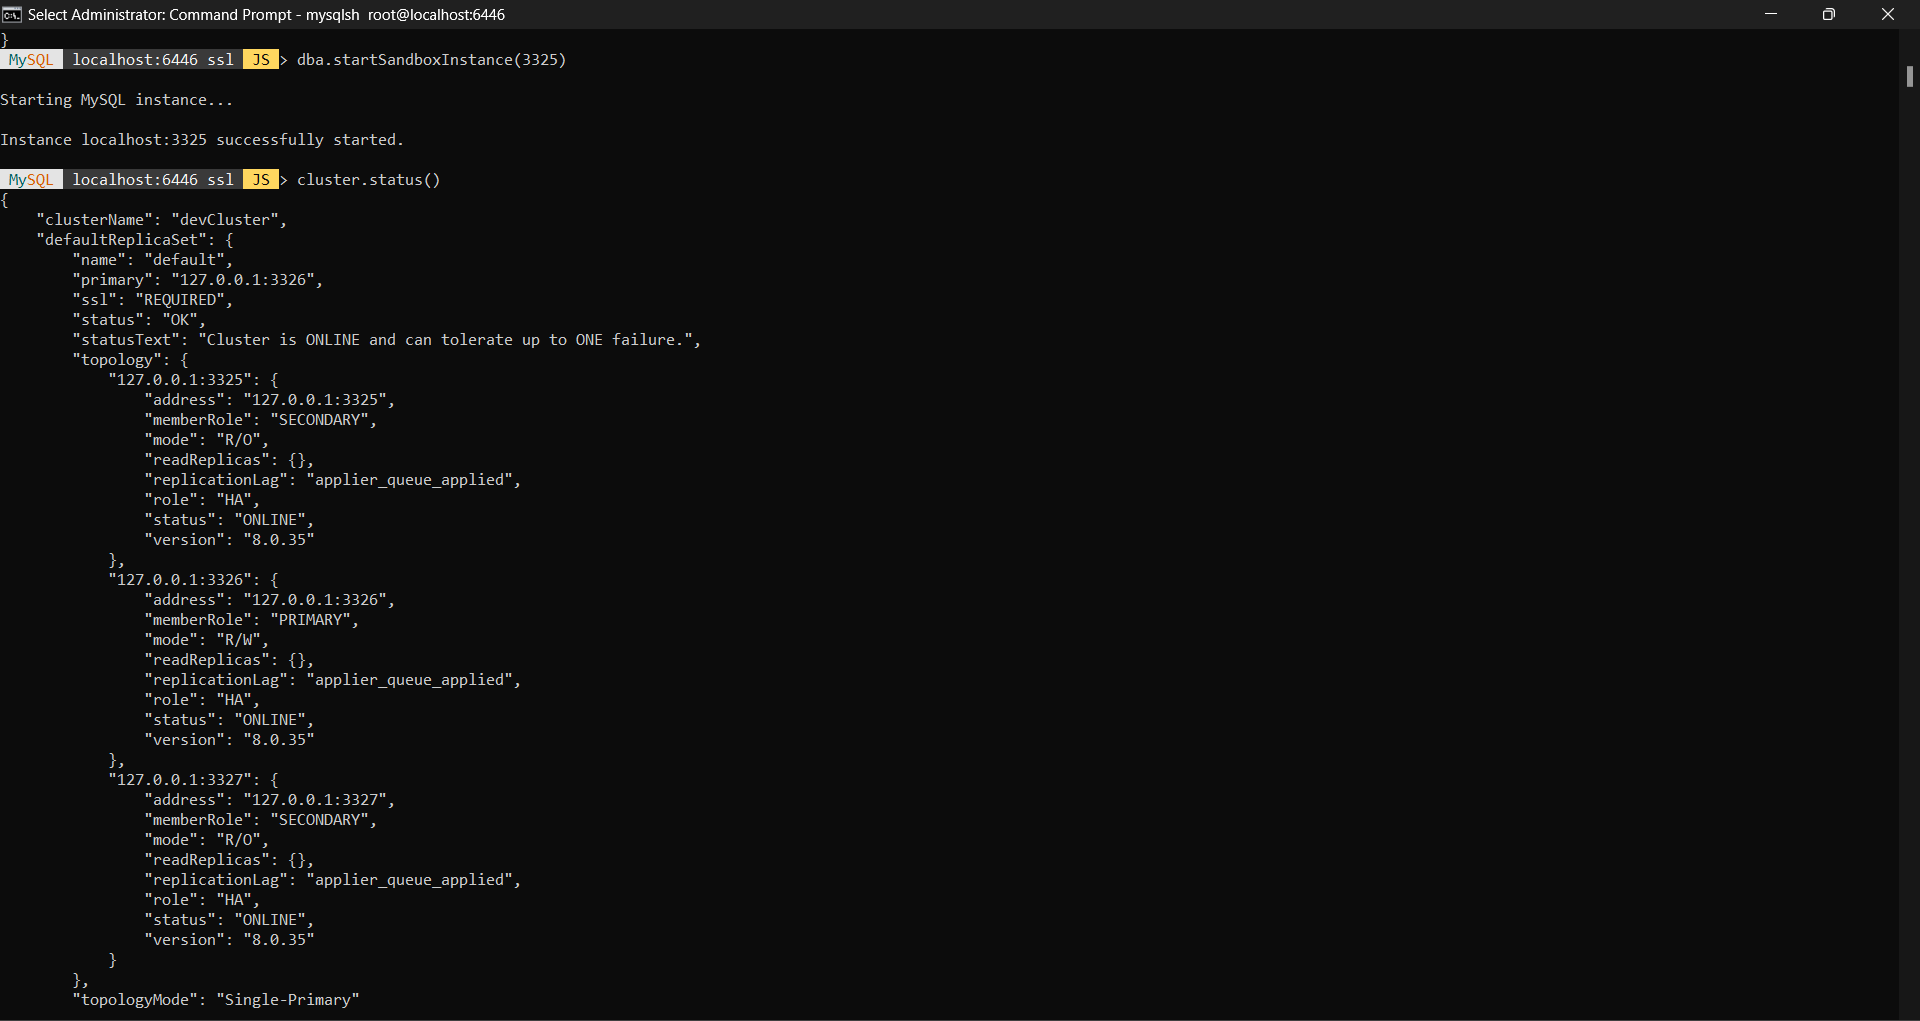 Select Administrator: Command Prompt - mysqlsh  root@localhost:6446
}
MySQL  localhost:6446 ssl  JS > dba.startSandboxInstance(3325)
Starting MySQL instance...
Instance localhost:3325 successfully started.
MySQL  localhost:6446 ssl  JS > cluster.status()
{
    "clusterName": "devCluster",
    "defaultReplicaSet": {
        "name": "default",
        "primary": "127.0.0.1:3326",
        "ssl": "REQUIRED",
        "status": "OK",
        "statusText": "Cluster is ONLINE and can tolerate up to ONE failure.",
        "topology": {
            "127.0.0.1:3325": {
                "address": "127.0.0.1:3325",
                "memberRole": "SECONDARY",
                "mode": "R/O",
                "readReplicas": {},
                "replicationLag": "applier_queue_applied",
                "role": "HA",
                "status": "ONLINE",
                "version": "8.0.35"
            },
            "127.0.0.1:3326": {
                "address": "127.0.0.1:3326",
                "memberRole": "PRIMARY",
                "mode": "R/W",
                "readReplicas": {},
                "replicationLag": "applier_queue_applied",
                "role": "HA",
                "status": "ONLINE",
                "version": "8.0.35"
            },
            "127.0.0.1:3327": {
                "address": "127.0.0.1:3327",
                "memberRole": "SECONDARY",
                "mode": "R/O",
                "readReplicas": {},
                "replicationLag": "applier_queue_applied",
                "role": "HA",
                "status": "ONLINE",
                "version": "8.0.35"
            }
        },
        "topologyMode": "Single-Primary"